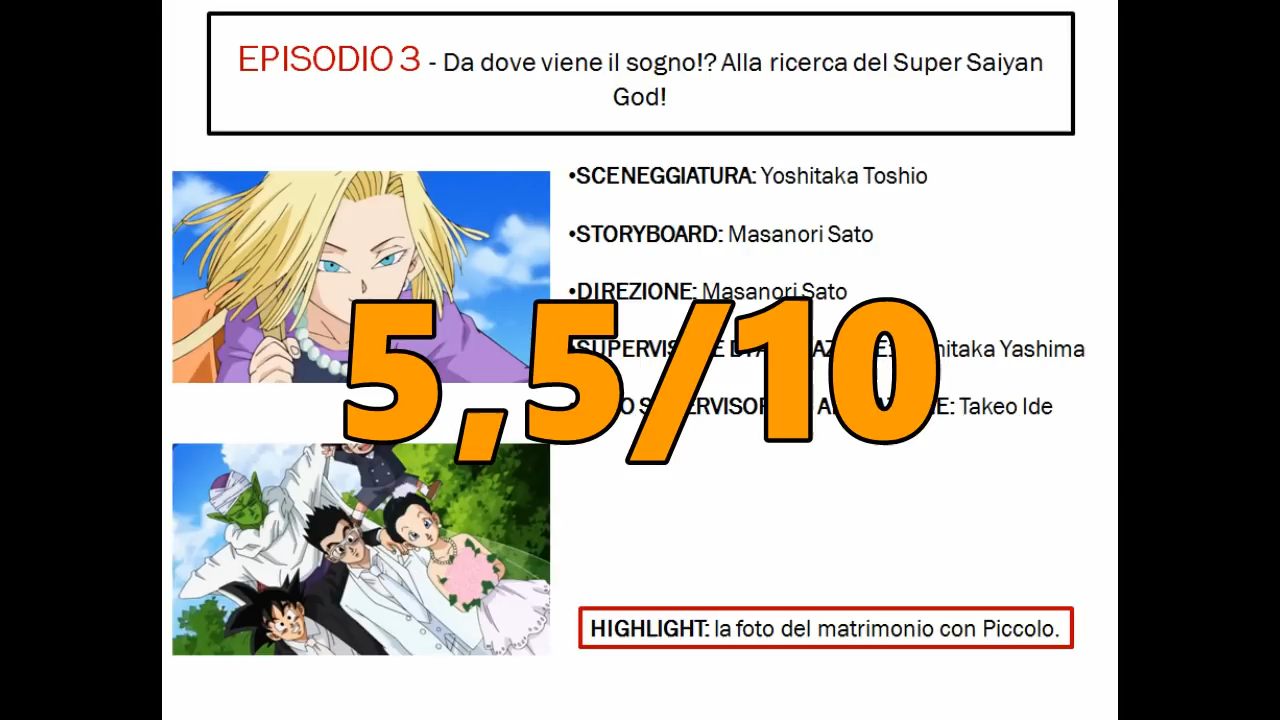 EPISODIO 3 - Da dove viene il sogno!? Alla ricerca del Super Saiyan
God!
•SCENEGGIATURA: Yoshitaka Toshio
•STORYBOARD: Masanori Sato
•DIREZIONE: Masanori Sato
Yashima
Takeo Ide
5,5/10
HIGHLIGHT: la foto del matrimonio con Piccolo.